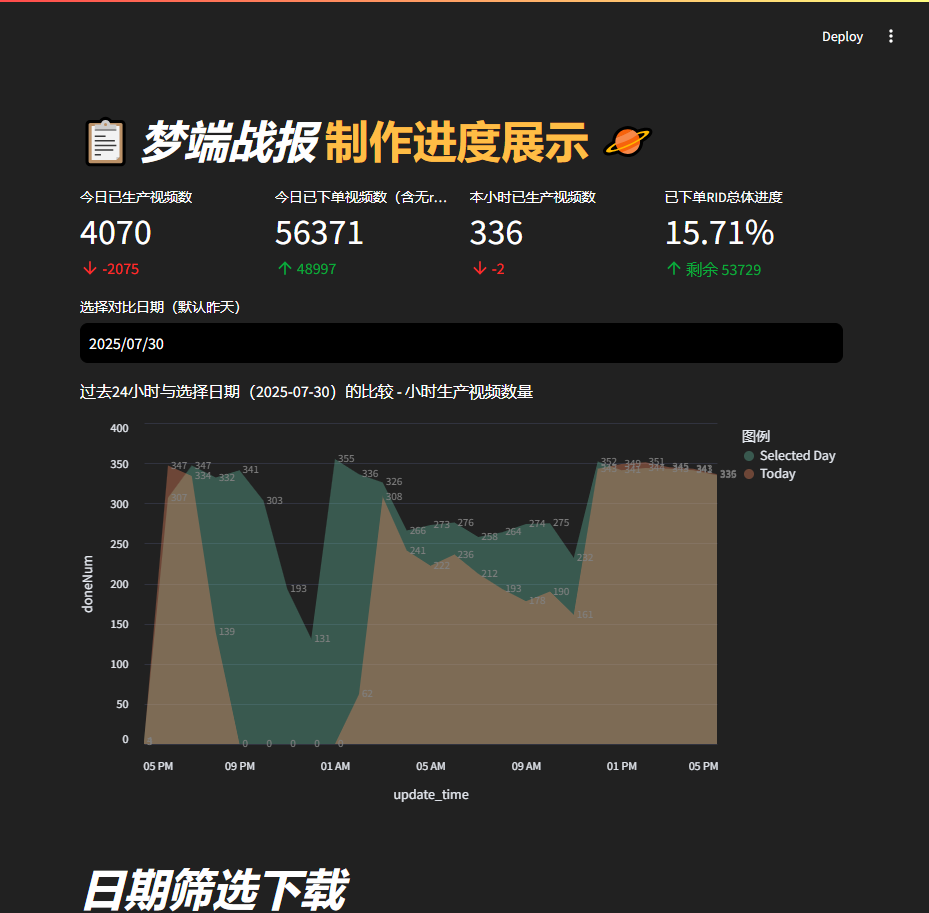 Deploy
梦端战报 制作进度展示
今日已生产视频数
4070
-2075
今日已下单视频数（含无r…
56371
48997
本小时已生产视频数
336
-2
已下单RID总体进度
15.71%
剩余 53729
选择对比日期（默认昨天）
2025/07/30
过去24小时与选择日期（2025-07-30）的比较 - 小时生产视频数量
图例
Selected Day
Today
doneNum
400
350
300
250
200
150
100
50
0
347
347
334
332
341
307
303
193
139
131
355
336
326
308
62
0
0
0
0
0
266
273
276
258
264
274
275
232
241
222
236
212
193
178
190
161
352
349
351
345
343
336
05 PM
09 PM
01 AM
05 AM
09 AM
01 PM
05 PM
update_time
日期筛选下载